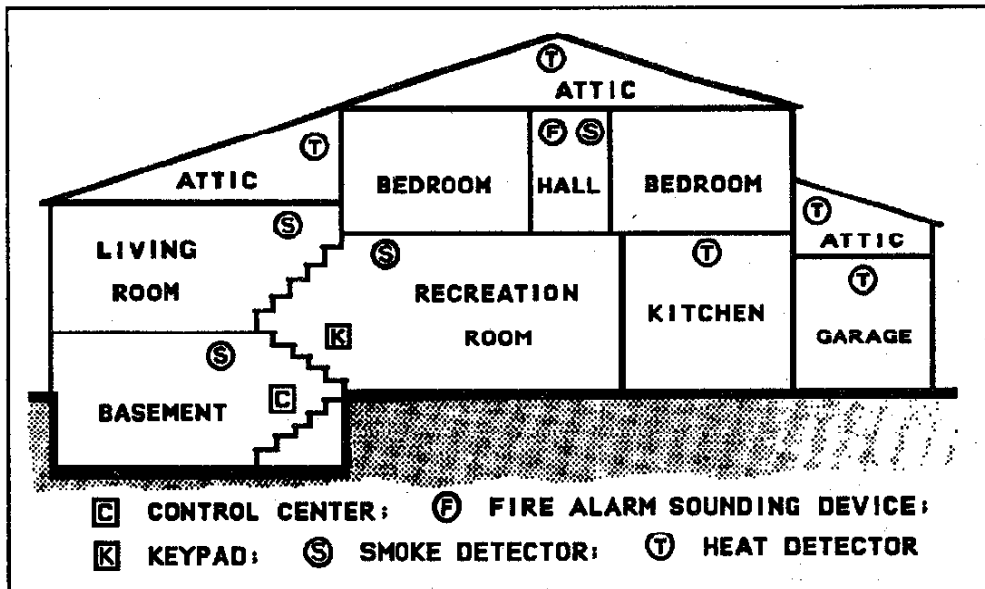 T
ATTIC
T
ATTIC
F S
BEDROOM HALL BEDROOM
T
ATTIC
S
LIVING
ROOM
S
RECREATION
ROOM
T
KITCHEN
T
GARAGE
K
S
C
BASEMENT
C CONTROL CENTER; F FIRE ALARM SOUNDING DEVICE;
K KEYPAD; S SMOKE DETECTOR; T HEAT DETECTOR